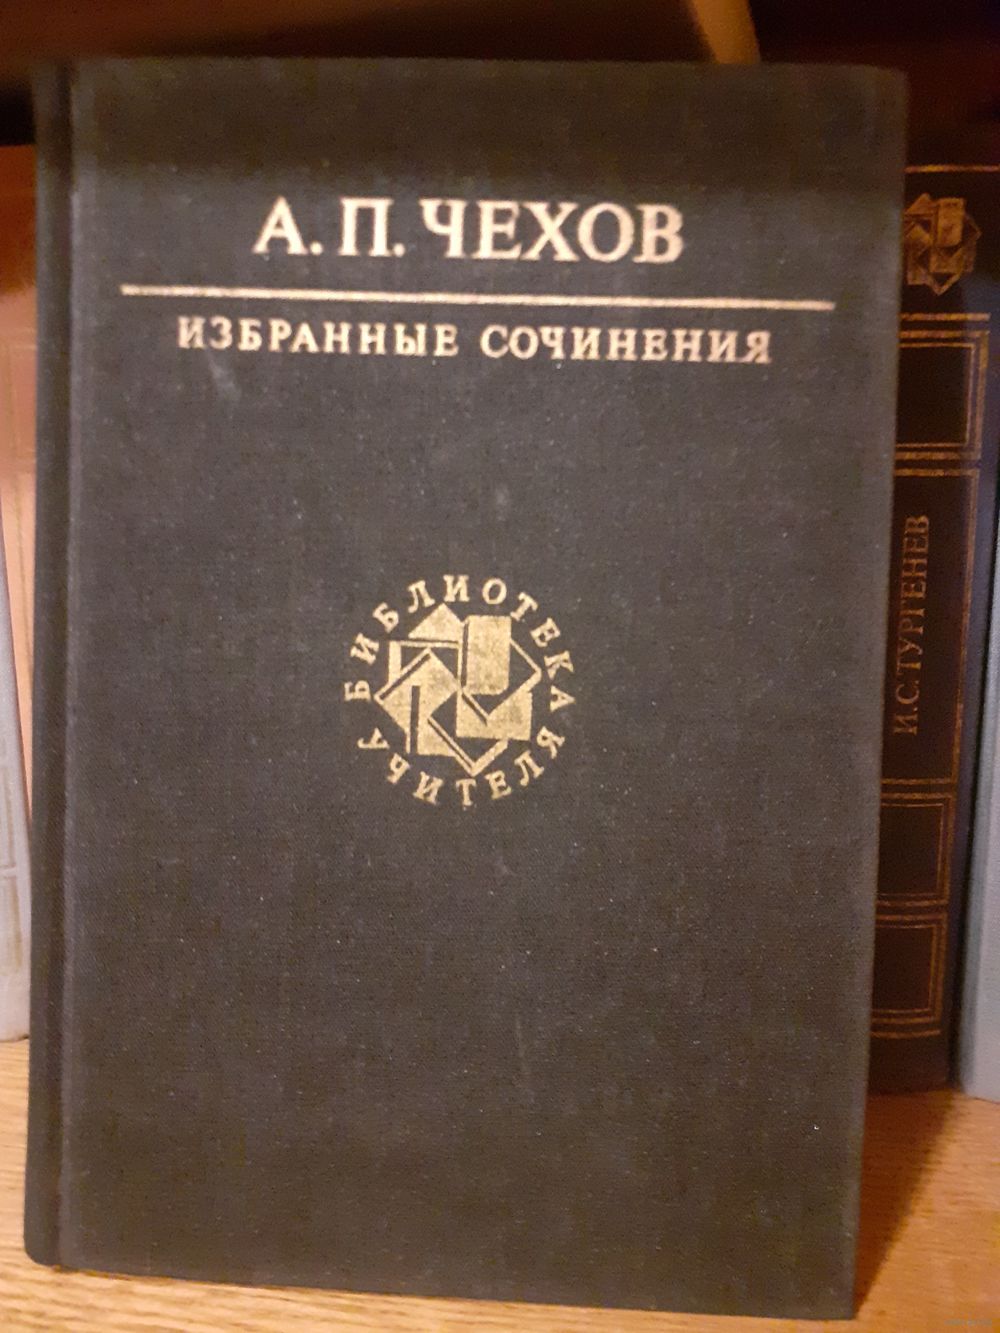 А. П. ЧЕХОВ
ИЗБРАННЫЕ СОЧИНЕНИЯ
БИБЛИОТЕКА
УЧИТЕЛЯ
И.С. ТУРГЕНЕВ